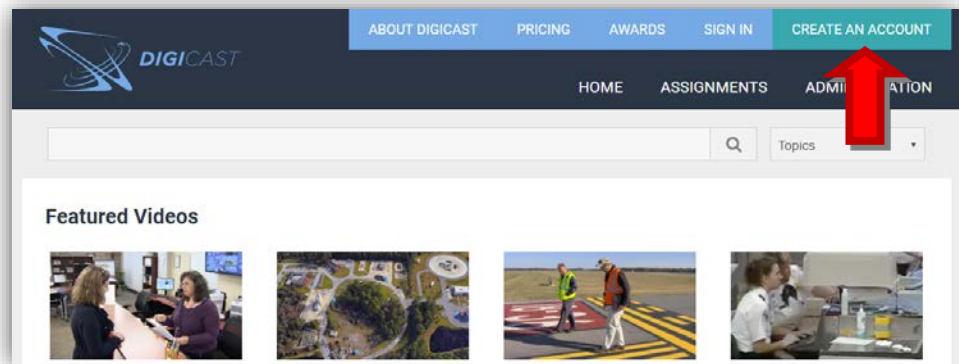 ABOUT DIGICAST PRICING AWARDS SIGN IN CREATE AN ACCOUNT
DIGICAST
HOME ASSIGNMENTS
Topics
Featured Videos